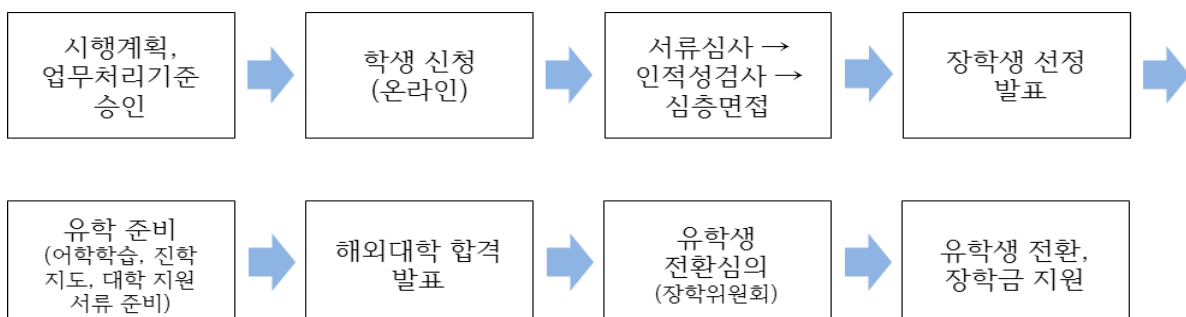 시행계획,
업무처리기준
승인
학생 신청
(온라인)
서류심사 →
인적성검사 →
심층면접
장학생 선정
발표
유학 준비
(어학학습, 진학
지도, 대학 지원
서류 준비)
해외대학 합격
발표
유학생
전환심의
(장학위원회)
유학생 전환,
장학금 지원